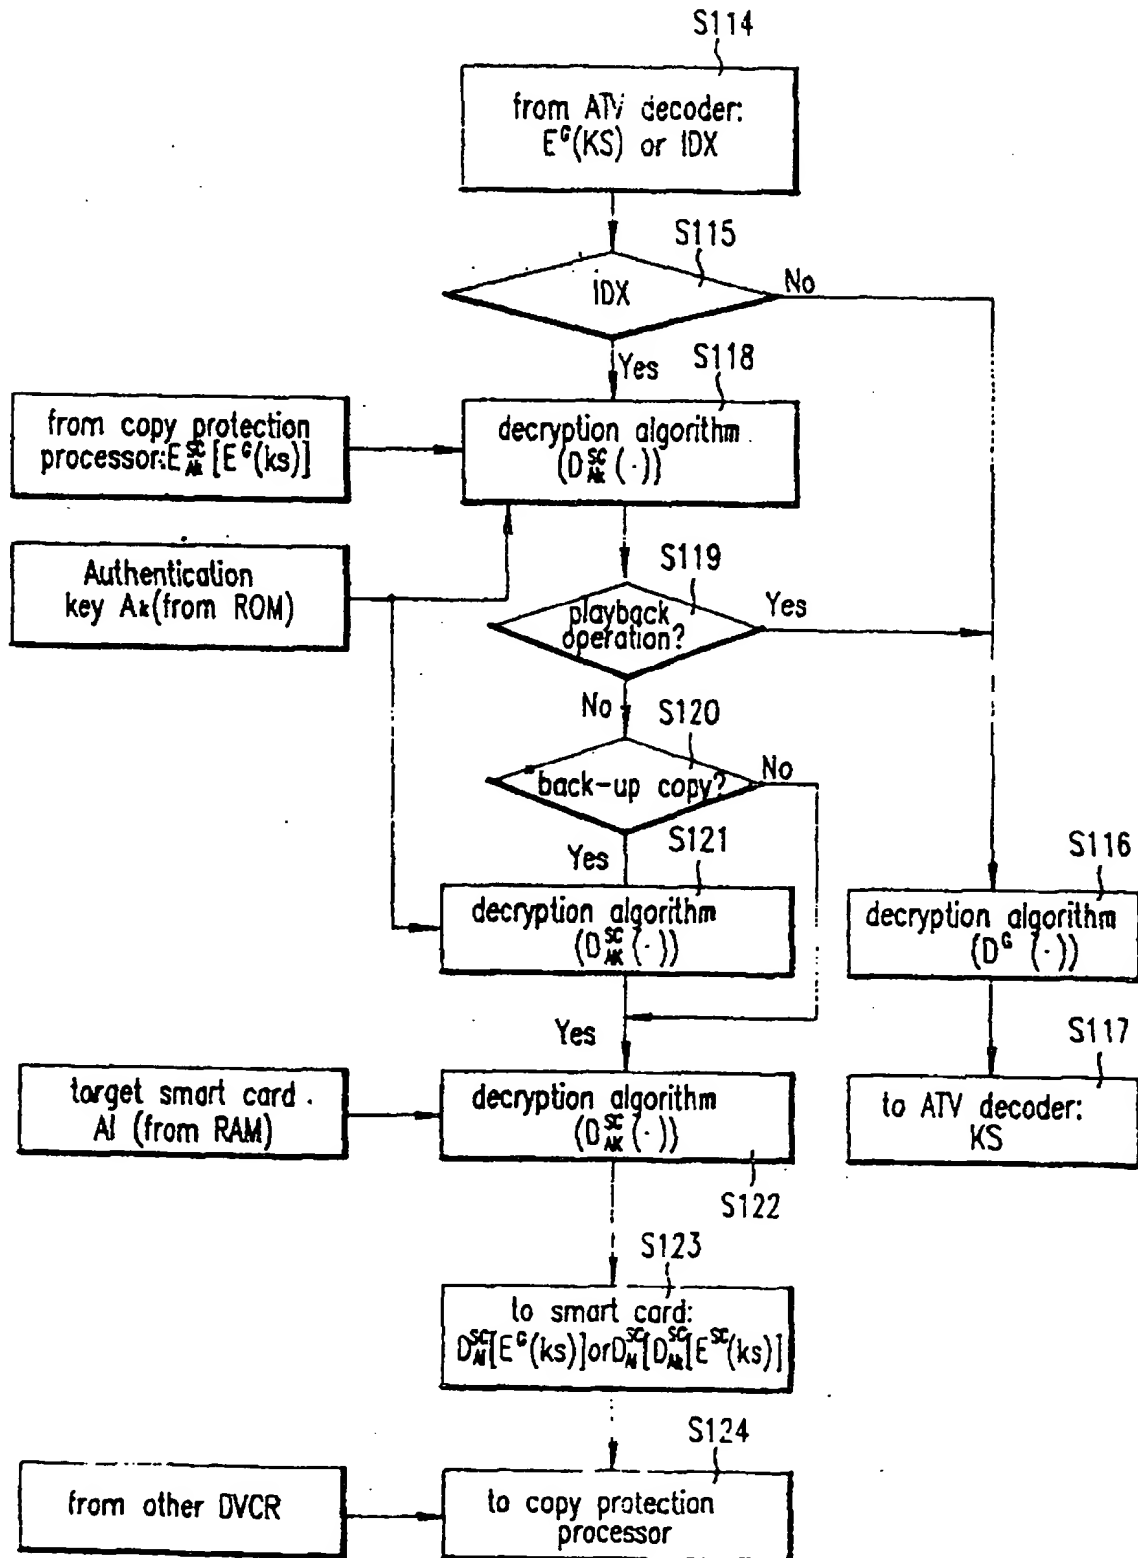 S114
from ATV decoder:
E^G(KS) or IDX
S115
IDX
No
Yes
S118
from copy protection
processor:E^SC_Ak[E^G(ks)]
decryption algorithm
(D^SC_Ak(·))
Authentication
key Ak(from ROM)
S119
playback
operation?
Yes
No
S120
back-up copy?
No
Yes
S121
decryption algorithm
(D^SC_AK(·))
S116
decryption algorithm
(D^G (·))
Yes
S117
to ATV decoder:
KS
target smart card
Al (from RAM)
decryption algorithm
(D^SC_AK(·))
S122
S123
to smart card:
D^SC_Al[E^G(ks)]orD^SC_Al[D^SC_Ak[E^SC(ks)]
S124
from other DVCR
to copy protection
processor